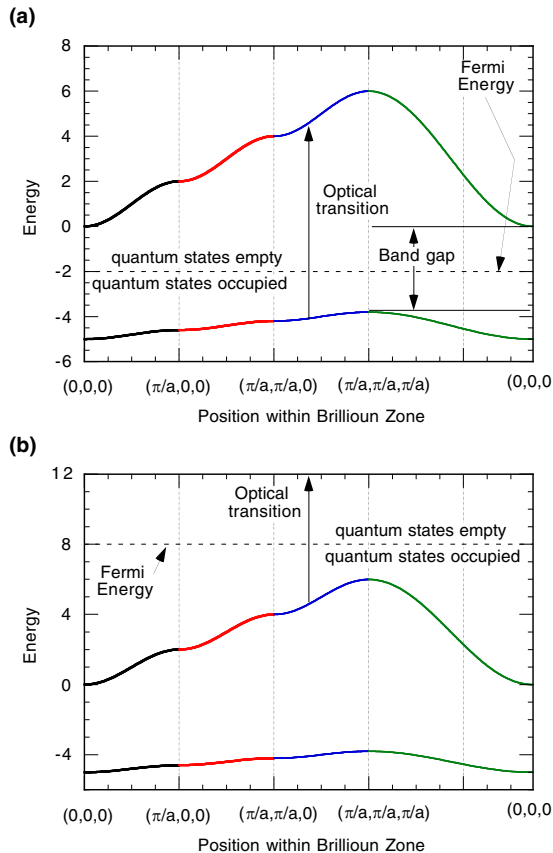 (a)
8
6
4
2
0
-2
-4
-6
Energy
Fermi
Energy
Optical
transition
Band gap
quantum states empty
quantum states occupied
(0,0,0)
(π/a,0,0)
(π/a,π/a,0)
(π/a,π/a,π/a)
(0,0,0
Position within Brillioun Zone
(b)
12
8
4
0
-4
Energy
Optical
transition
quantum states empty
quantum states occupied
Fermi
Energy
(0,0,0)
(π/a,0,0)
(π/a,π/a,0)
(π/a,π/a,π/a)
(0,0,0
Position within Brillioun Zone